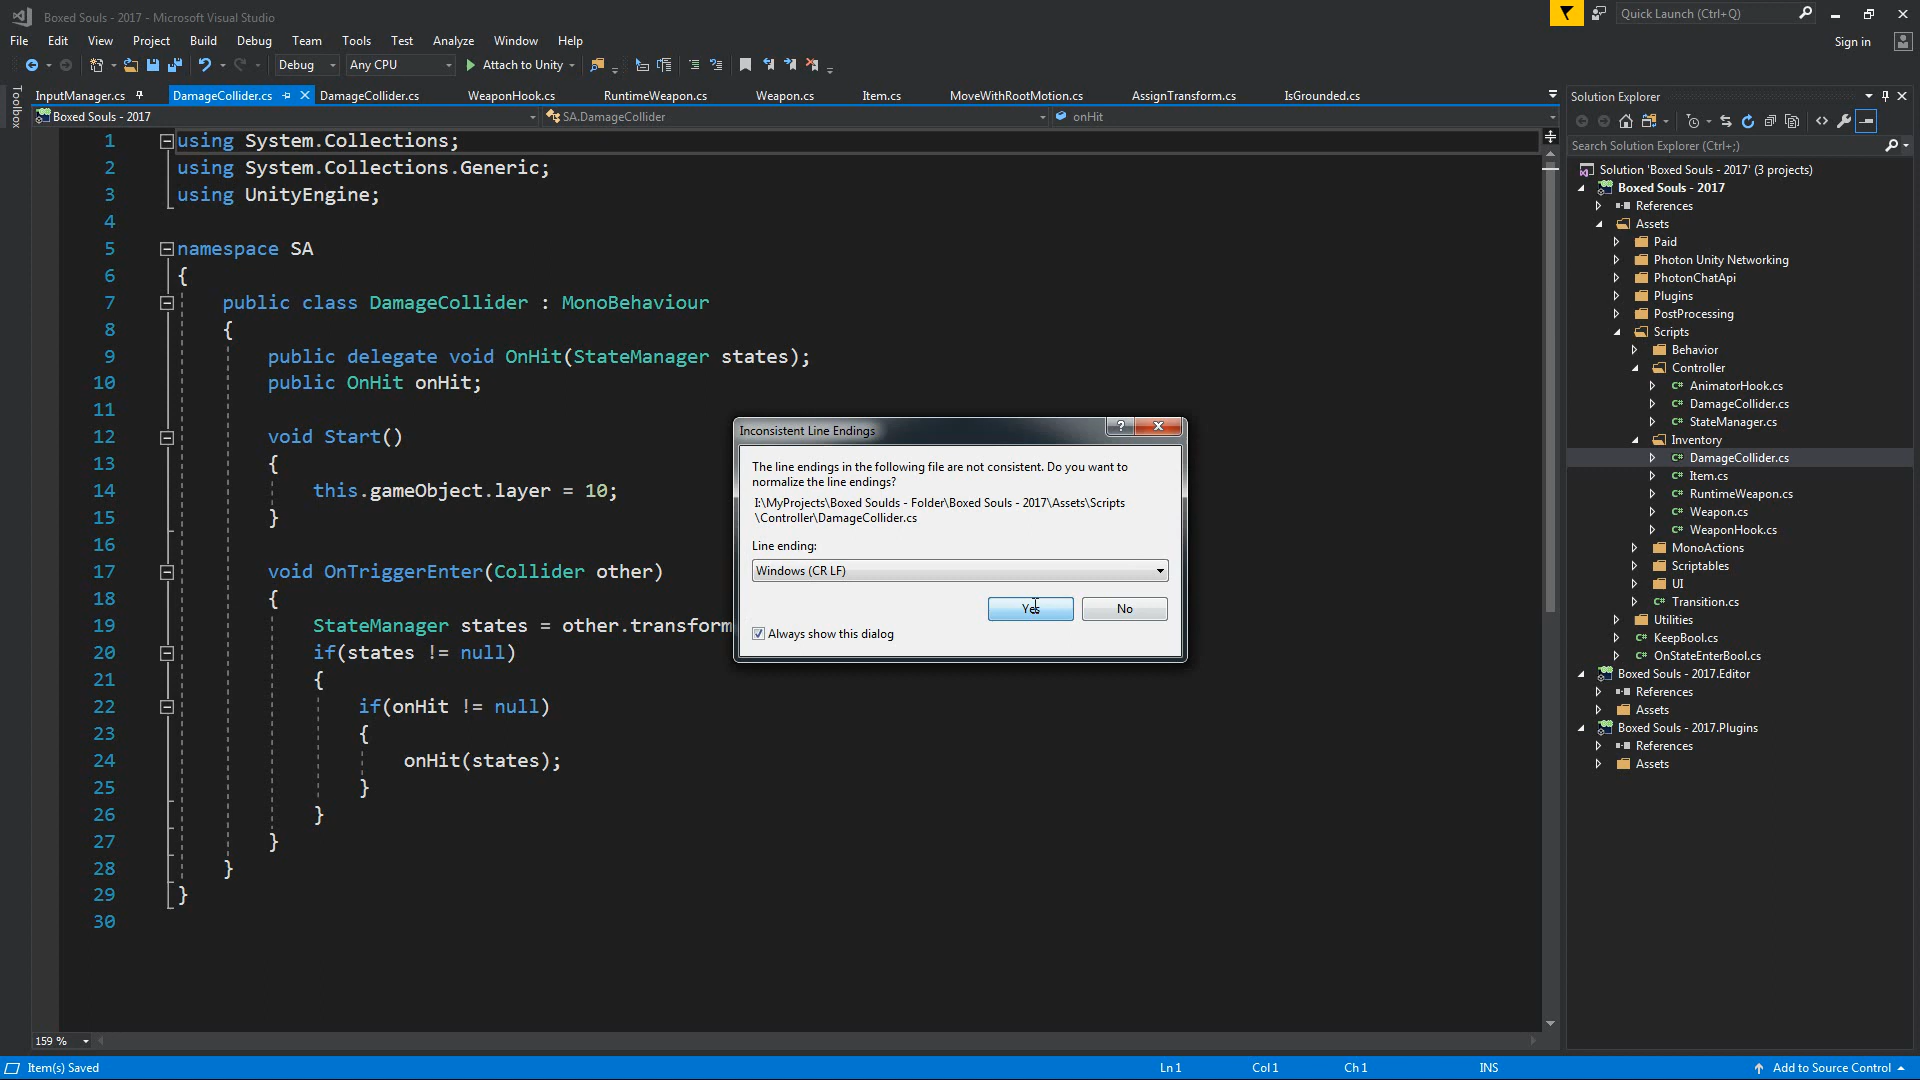 Boxed Souls - 2017 - Microsoft Visual Studio
Quick Launch (Ctrl+Q)
File Edit View Project Build Debug Team Tools Test Analyze Window Help
Sign in
Debug Any CPU Attach to Unity
Toolbox
InputManager.cs DamageCollider.cs DamageCollider.cs WeaponHook.cs RuntimeWeapon.cs Weapon.cs Item.cs MoveWithRootMotion.cs AssignTransform.cs IsGrounded.cs
Boxed Souls - 2017 SA.DamageCollider onHit
1 using System.Collections;
2 using System.Collections.Generic;
3 using UnityEngine;
4
5 namespace SA
6 {
7 public class DamageCollider : MonoBehaviour
8 {
9 public delegate void OnHit(StateManager states);
10 public OnHit onHit;
11
12 void Start()
13 {
14 this.gameObject.layer = 10;
15 }
16
17 void OnTriggerEnter(Collider other)
18 {
19 StateManager states = other.transform
20 if(states != null)
21 {
22 if(onHit != null)
23 {
24 onHit(states);
25 }
26 }
27 }
28 }
29 }
30
Inconsistent Line Endings
?
The line endings in the following file are not consistent. Do you want to
normalize the line endings?
I:\MyProjects\Boxed Soulds - Folder\Boxed Souls - 2017\Assets\Scripts
\Controller\DamageCollider.cs
Line ending:
Windows (CR LF)
Yes No
Always show this dialog
Solution Explorer
Search Solution Explorer (Ctrl+;)
Solution 'Boxed Souls - 2017' (3 projects)
Boxed Souls - 2017
References
Assets
Paid
Photon Unity Networking
PhotonChatApi
Plugins
PostProcessing
Scripts
Behavior
Controller
C# AnimatorHook.cs
C# DamageCollider.cs
C# StateManager.cs
Inventory
C# DamageCollider.cs
C# Item.cs
C# RuntimeWeapon.cs
C# Weapon.cs
C# WeaponHook.cs
MonoActions
Scriptables
UI
C# Transition.cs
Utilities
C# KeepBool.cs
C# OnStateEnterBool.cs
Boxed Souls - 2017.Editor
References
Assets
Boxed Souls - 2017.Plugins
References
Assets
159 %
Item(s) Saved Ln 1 Col 1 Ch 1 INS Add to Source Control